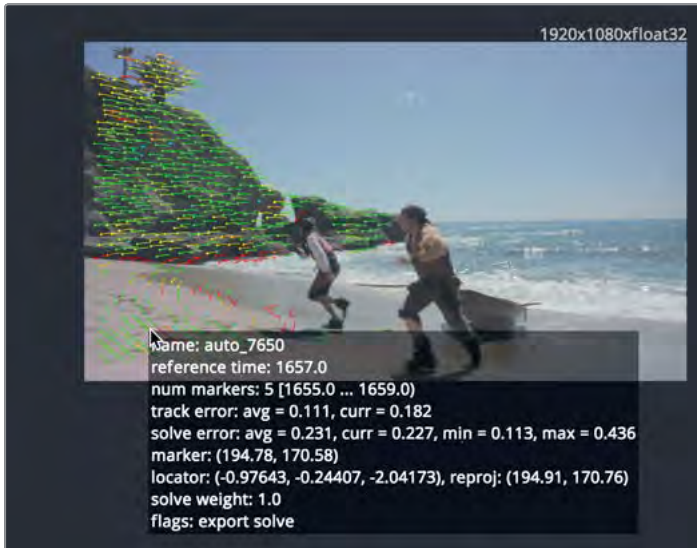 1920x1080xfloat32
name: auto_7650
reference time: 1657.0
num markers: 5 [1655.0 ... 1659.0)
track error: avg = 0.111, curr = 0.182
solve error: avg = 0.231, curr = 0.227, min = 0.113, max = 0.436
marker: (194.78, 170.58)
locator: (-0.97643, -0.24407, -2.04173), reproj: (194.91, 170.76)
solve weight: 1.0
flags: export solve